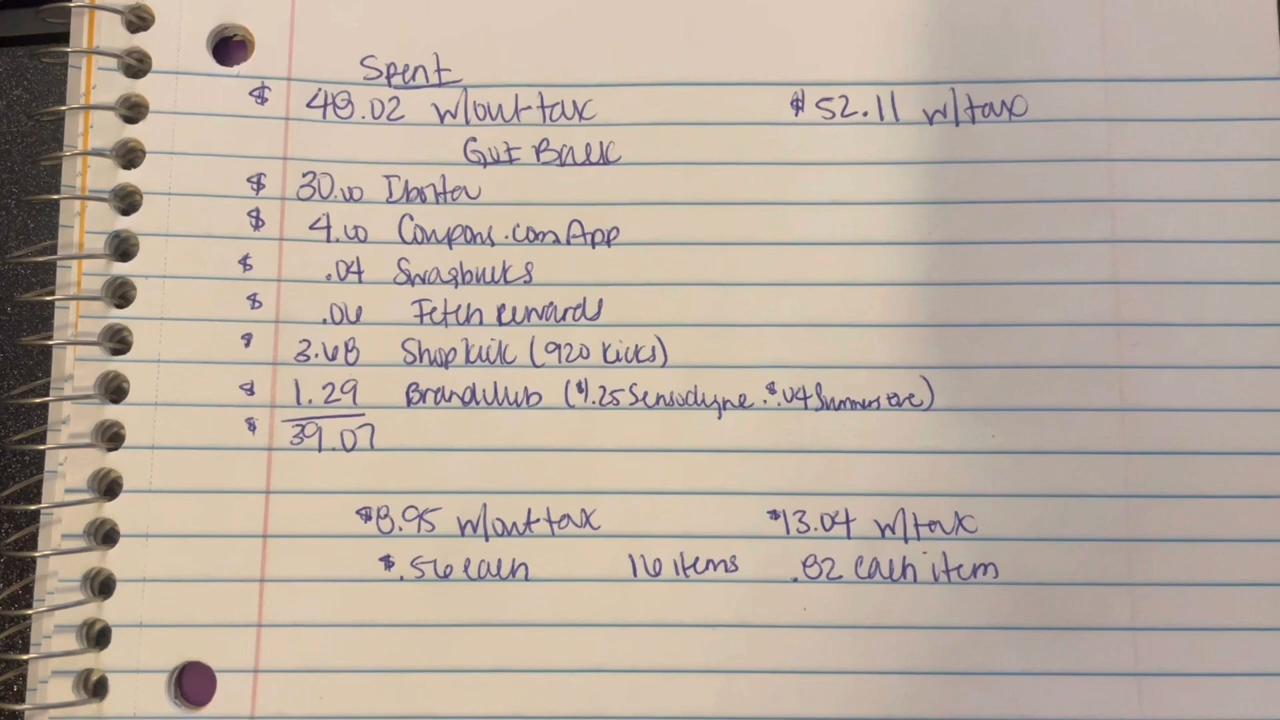 Spent
$ 48.02 w/out tax $52.11 w/tax
Got Back
$ 30.00 Ibotta
$ 4.00 Coupons.com App
$ .04 Swagbucks
$ .06 Fetch rewards
$ 3.68 Shopkick (920 kicks)
$ 1.29 Brandclub ($1.25 Sensodyne $.04 Summers eve)
$ 39.07
$8.95 w/out tax $13.04 w/tax
$.56 each 16 items .82 each item